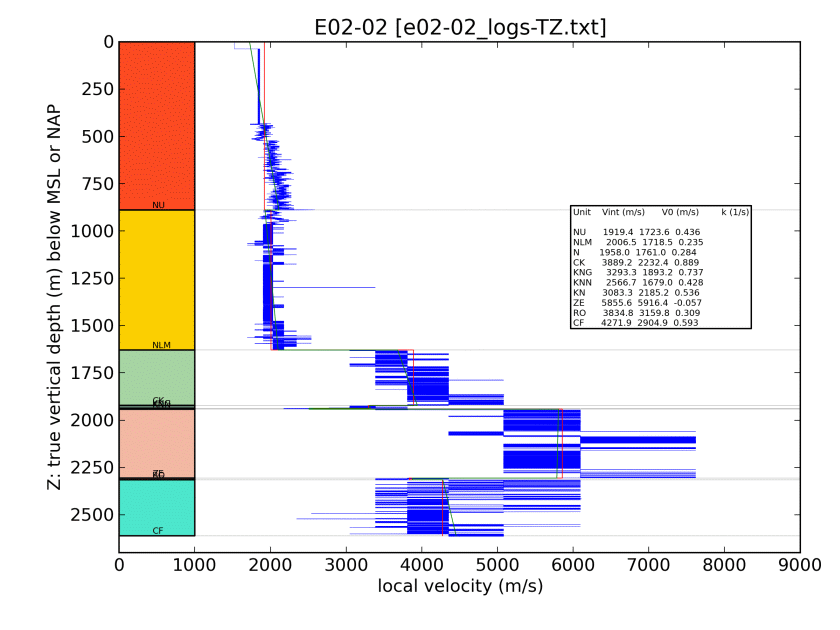 E02-02 [e02-02_logs-TZ.txt]
Z: true vertical depth (m) below MSL or NAP
0
250
500
750
1000
1250
1500
1750
2000
2250
2500
NU
NLM
CK
CF
Unit Vint (m/s) V0 (m/s) k (1/s)
NU 1919.4 1723.6 0.436
NLM 2006.5 1718.5 0.235
N 1958.0 1761.0 0.284
CK 3889.2 2232.4 0.889
KNG 3293.3 1893.2 0.737
KNN 2566.7 1679.0 0.428
KN 3083.3 2185.2 0.536
ZE 5855.6 5916.4 -0.057
RO 3834.8 3159.8 0.309
CF 4271.9 2904.9 0.593
0 1000 2000 3000 4000 5000 6000 7000 8000 9000
local velocity (m/s)